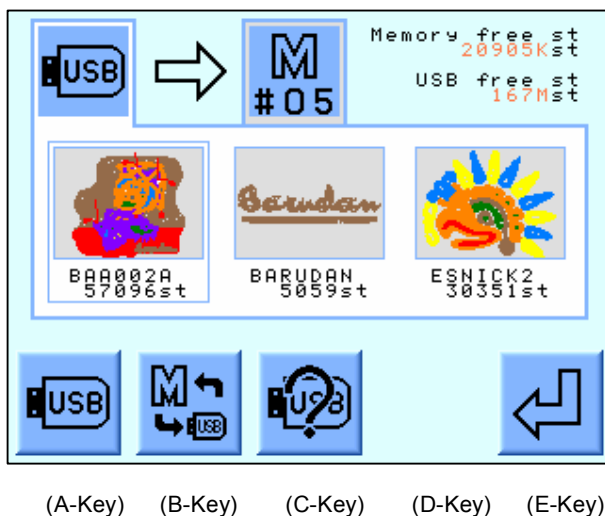 Memory free st
20905Kst
USB free st
167Mst
USB
M
#05
Barudan
BAA002A
57096st
BARUDAN
5059st
ESNICK2
30351st
USB
M
USB
USB
(A-Key) (B-Key) (C-Key) (D-Key) (E-Key)